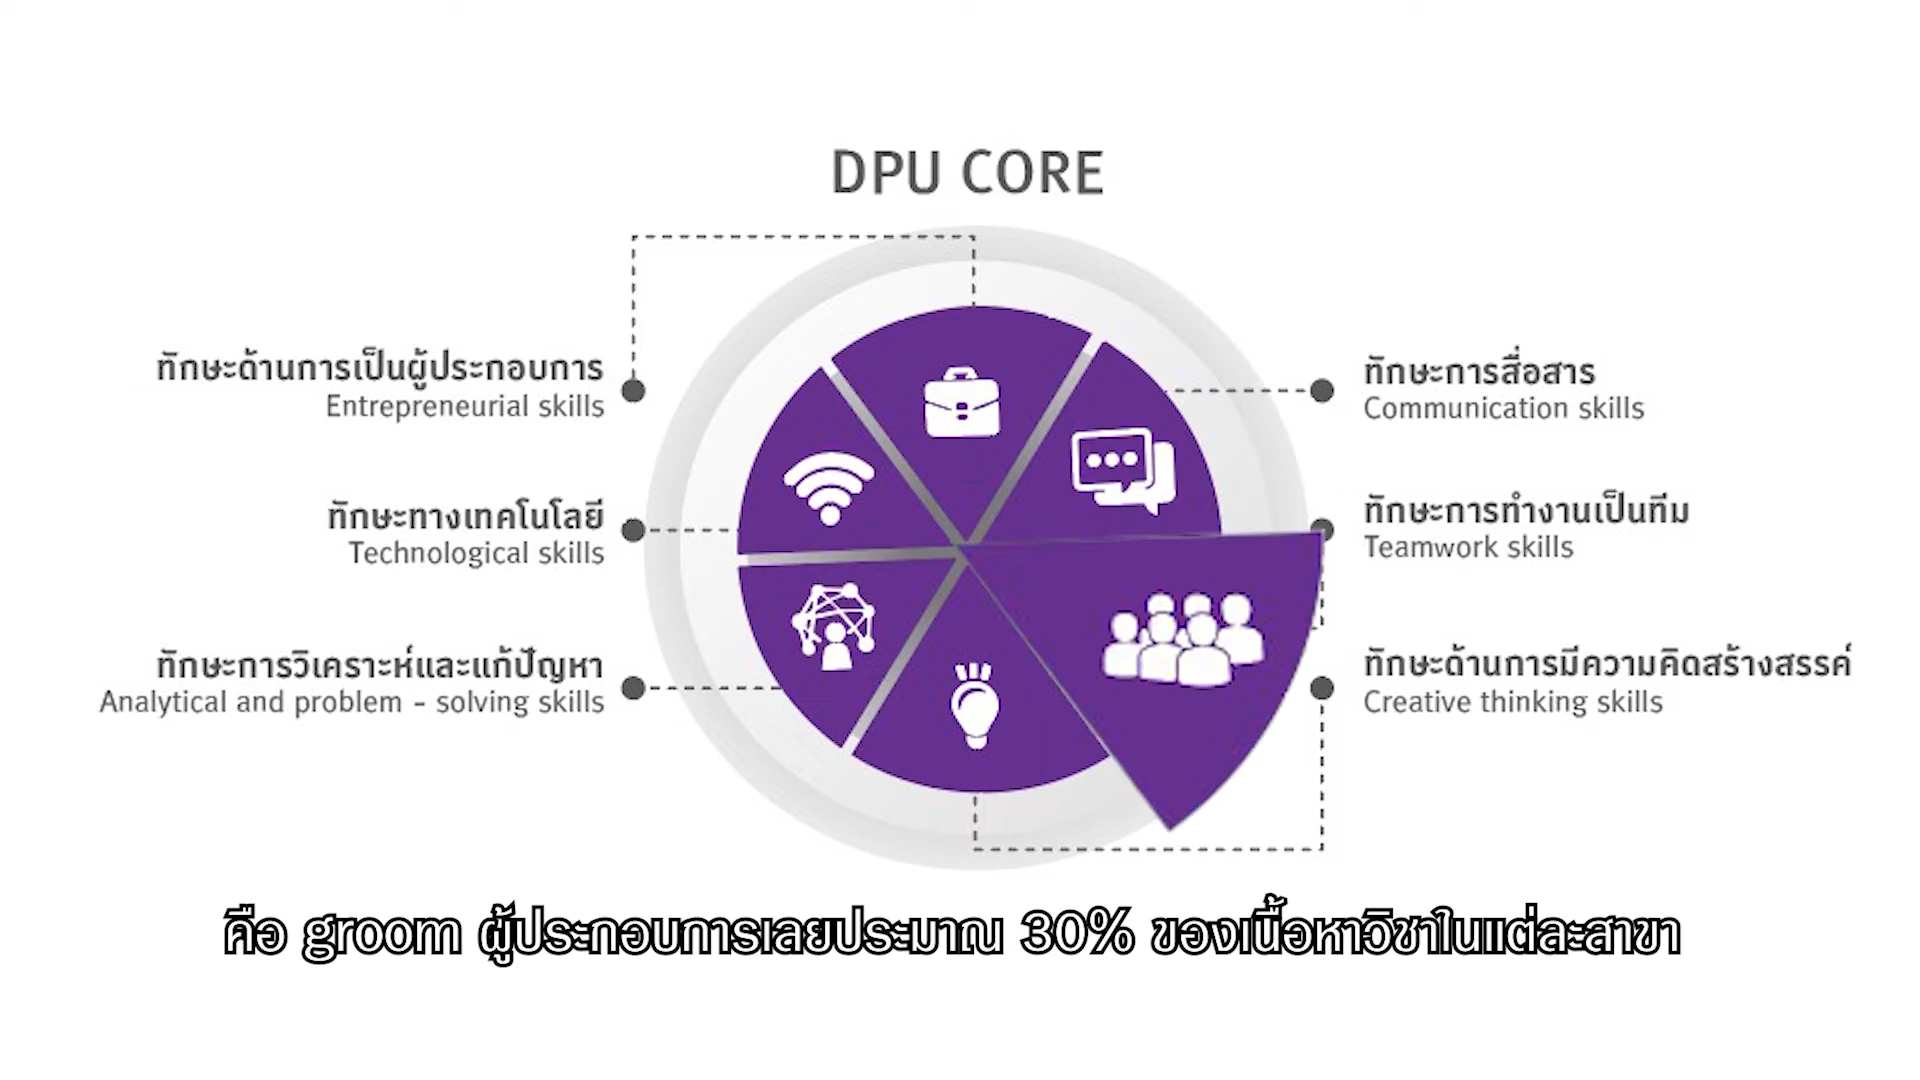 DPU CORE
ทักษะด้านการเป็นผู้ประกอบการ
Entrepreneurial skills
ทักษะทางเทคโนโลยี
Technological skills
ทักษะการวิเคราะห์และแก้ปัญหา
Analytical and problem - solving skills
ทักษะการสื่อสาร
Communication skills
ทักษะการทำงานเป็นทีม
Teamwork skills
ทักษะด้านการมีความคิดสร้างสรรค์
Creative thinking skills
คือ groom ผู้ประกอบการเลยประมาณ 30% ของเนื้อหาวิชาในแต่ละสาขา